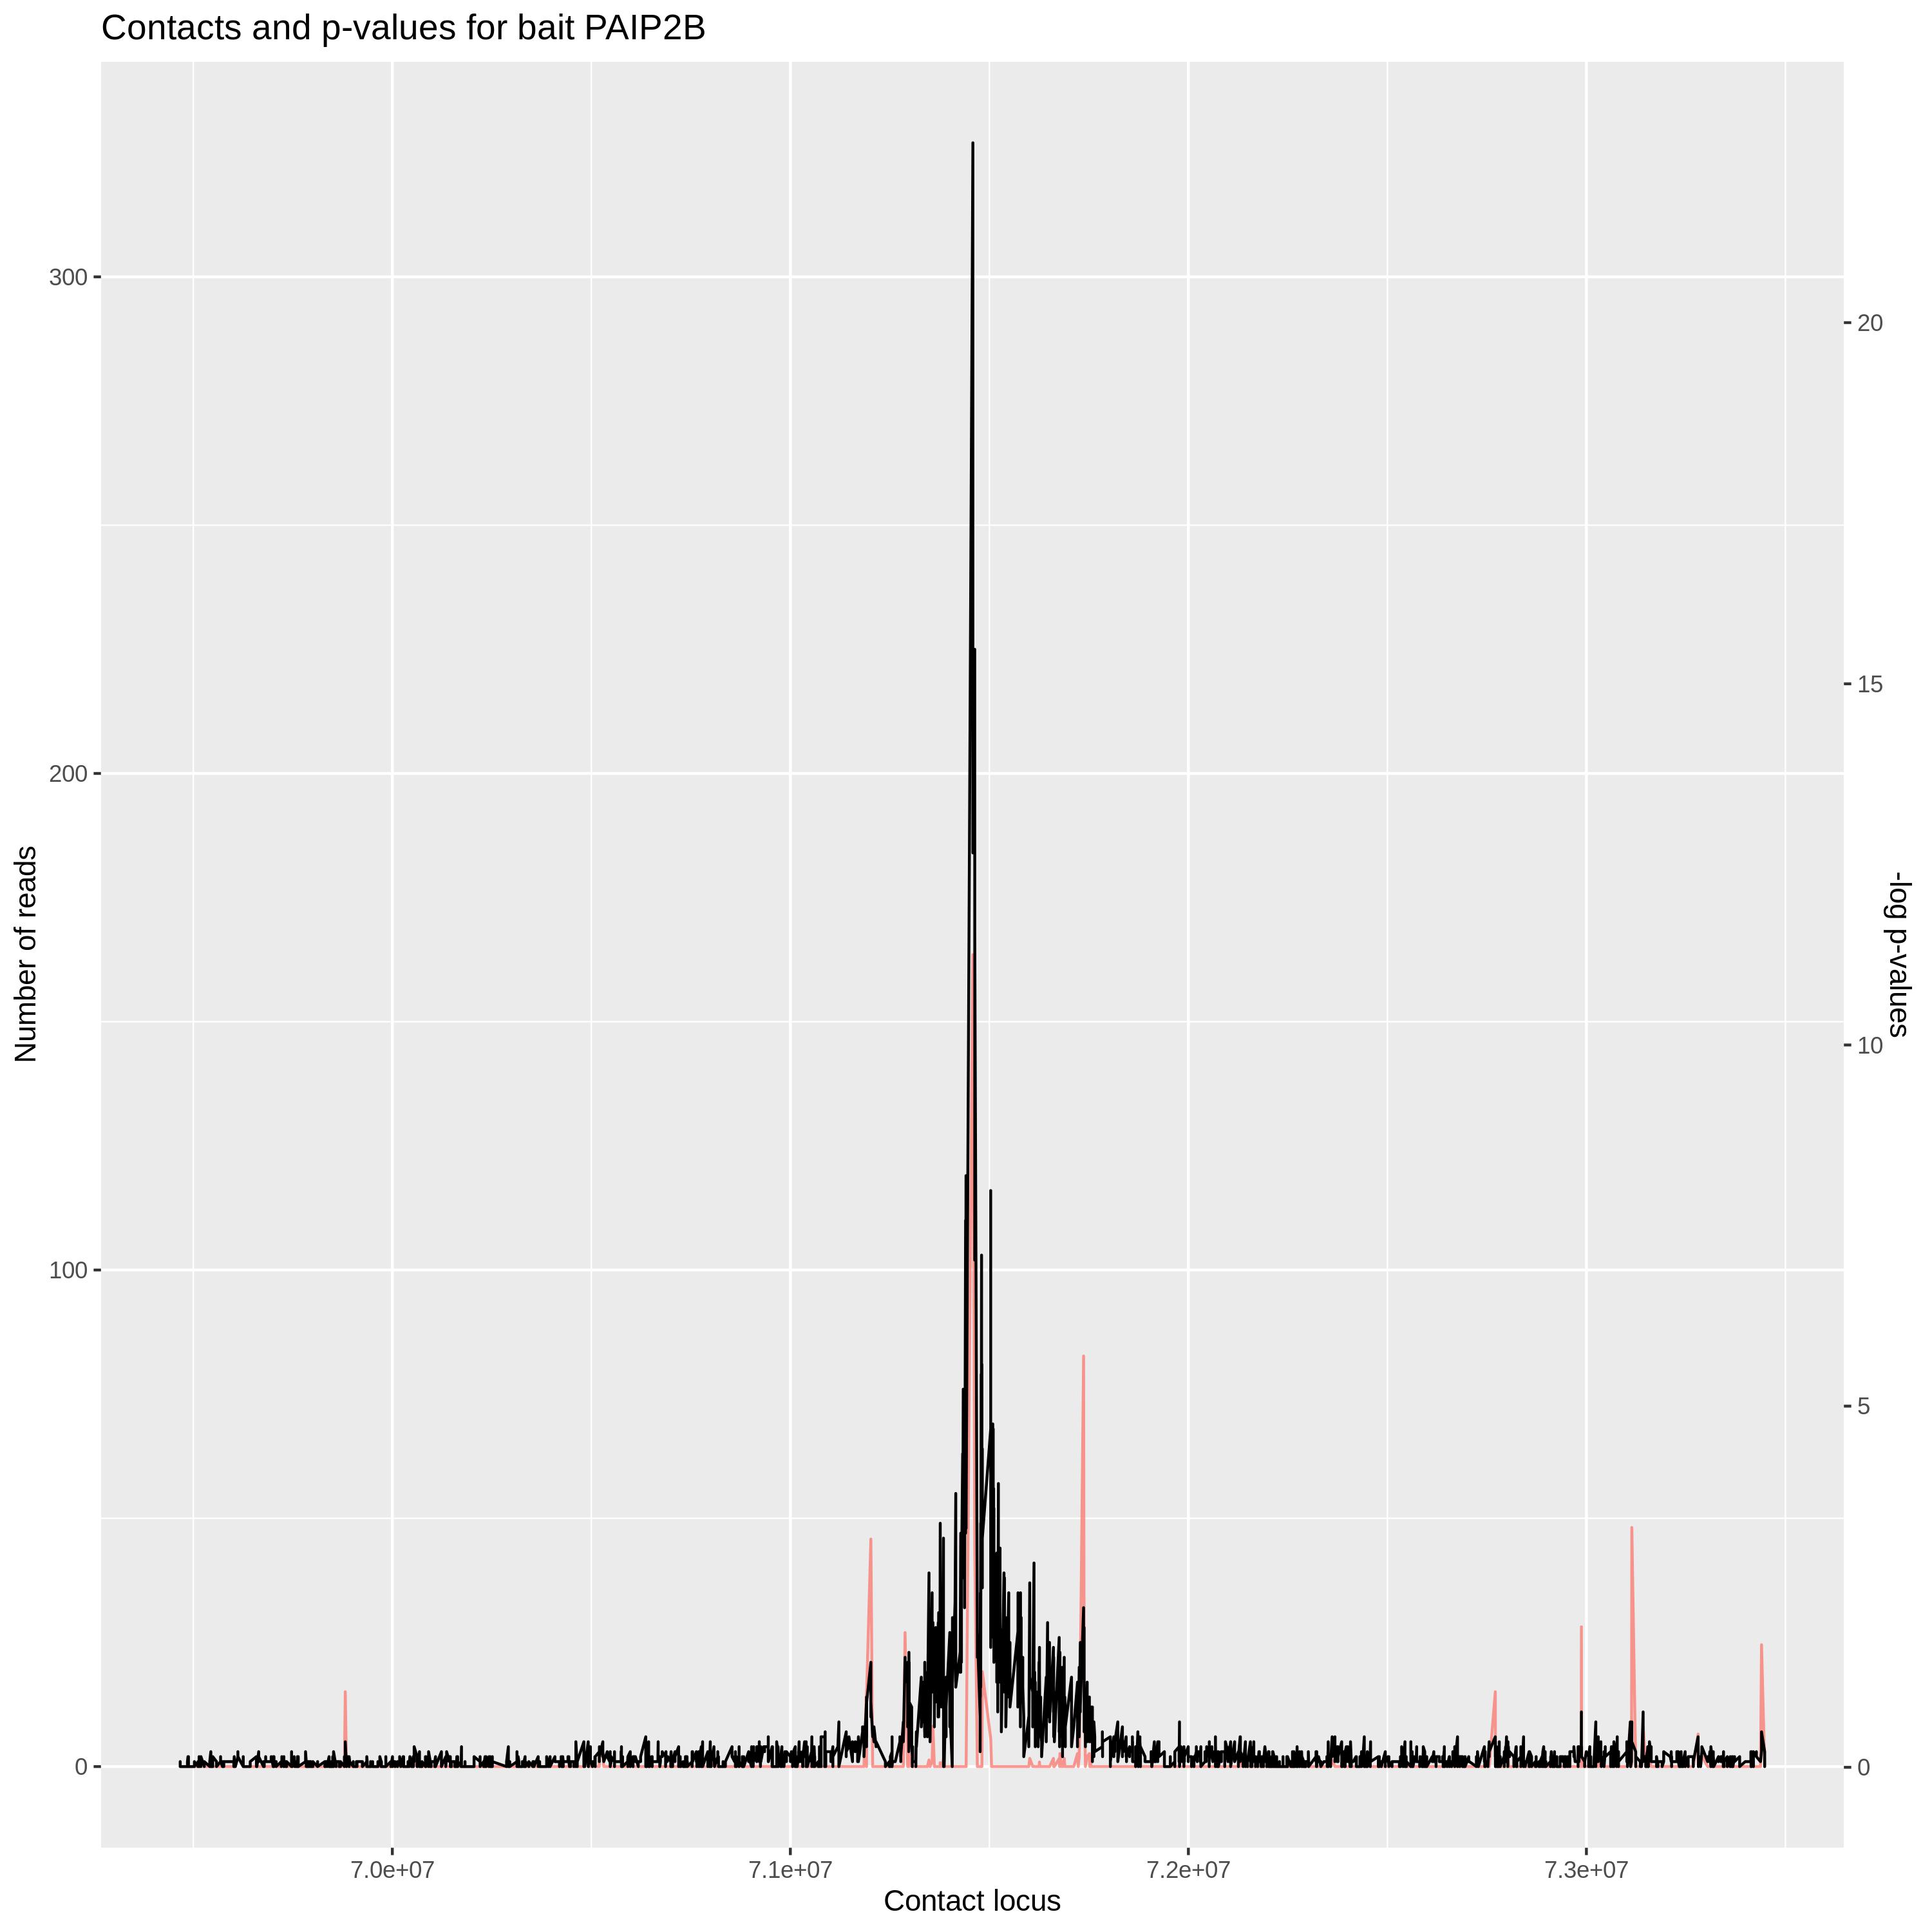 Contacts and p-values for bait PAIP2B
Number of reads
300
200
100
0
-log p-values
20
15
10
5
0
7.0e+07
7.1e+07
7.2e+07
7.3e+07
Contact locus